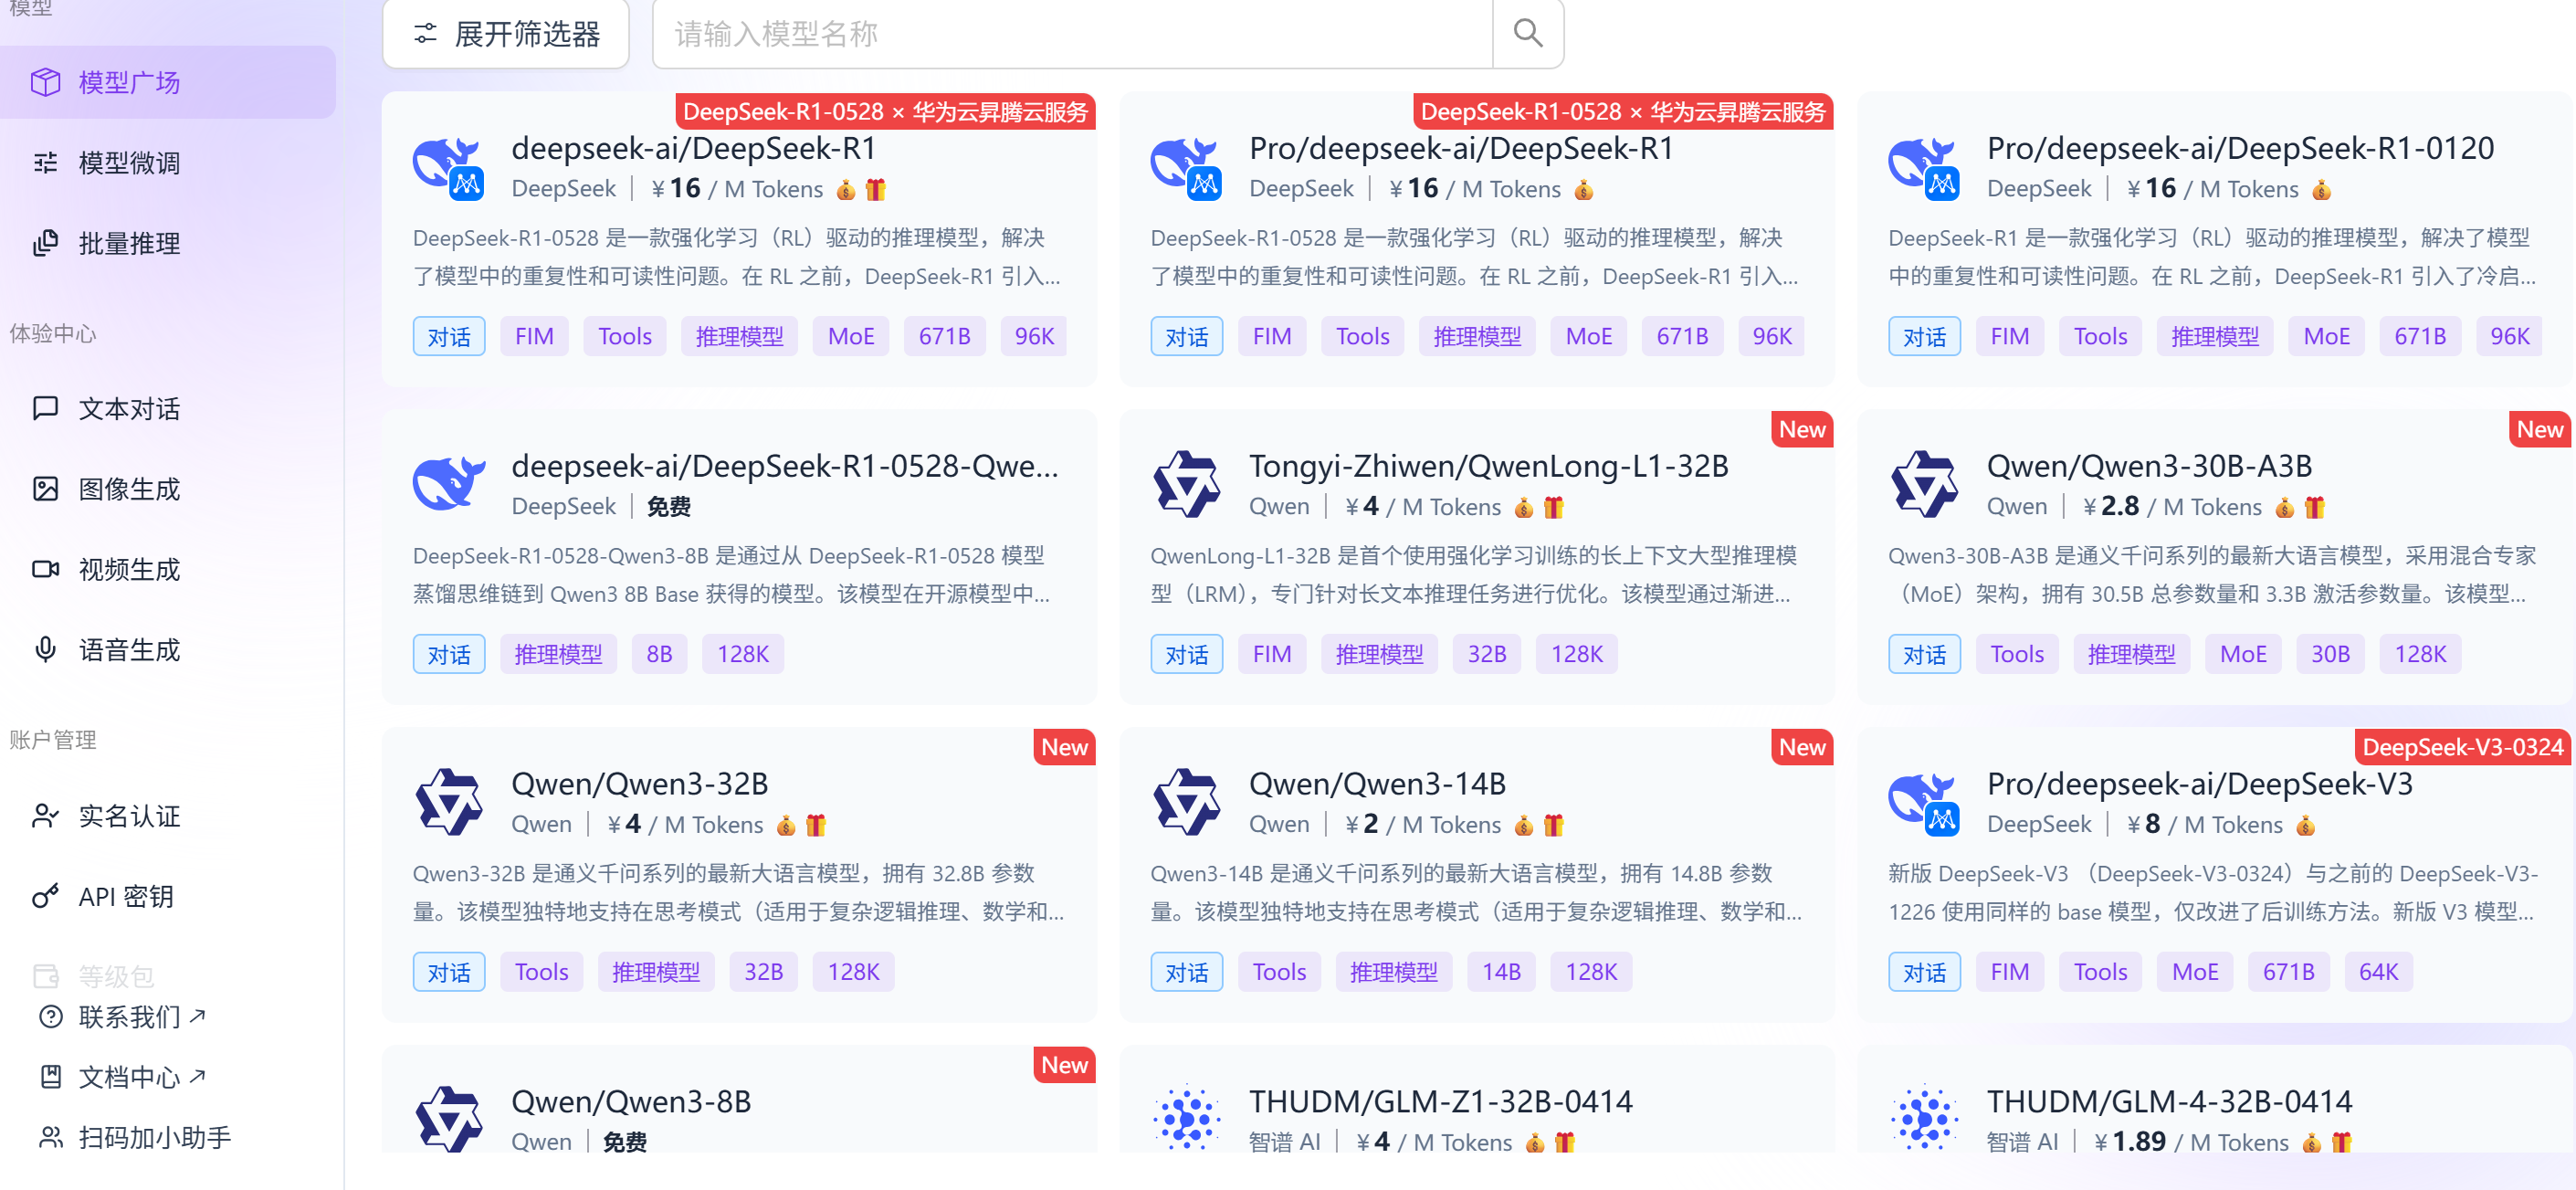 模型
模型广场
模型微调
批量推理
体验中心
文本对话
图像生成
视频生成
语音生成
账户管理
实名认证
API 密钥
等级包
联系我们
文档中心
扫码加小助手
展开筛选器
请输入模型名称
DeepSeek-R1-0528 × 华为云昇腾云服务
deepseek-ai/DeepSeek-R1
DeepSeek ¥ 16 / M Tokens
DeepSeek-R1-0528 是一款强化学习（RL）驱动的推理模型，解决
了模型中的重复性和可读性问题。在 RL 之前，DeepSeek-R1 引入...
对话 FIM Tools 推理模型 MoE 671B 96K
DeepSeek-R1-0528 × 华为云昇腾云服务
Pro/deepseek-ai/DeepSeek-R1
DeepSeek ¥ 16 / M Tokens
DeepSeek-R1-0528 是一款强化学习（RL）驱动的推理模型，解决
了模型中的重复性和可读性问题。在 RL 之前，DeepSeek-R1 引入...
对话 FIM Tools 推理模型 MoE 671B 96K
Pro/deepseek-ai/DeepSeek-R1-0120
DeepSeek ¥ 16 / M Tokens
DeepSeek-R1 是一款强化学习（RL）驱动的推理模型，解决了模型
中的重复性和可读性问题。在 RL 之前，DeepSeek-R1 引入了冷启...
对话 FIM Tools 推理模型 MoE 671B 96K
deepseek-ai/DeepSeek-R1-0528-Qwe...
DeepSeek 免费
DeepSeek-R1-0528-Qwen3-8B 是通过从 DeepSeek-R1-0528 模型
蒸馏思维链到 Qwen3 8B Base 获得的模型。该模型在开源模型中...
对话 推理模型 8B 128K
New
Tongyi-Zhiwen/QwenLong-L1-32B
Qwen ¥ 4 / M Tokens
QwenLong-L1-32B 是首个使用强化学习训练的长上下文大型推理模
型（LRM），专门针对长文本推理任务进行优化。该模型通过渐进...
对话 FIM 推理模型 32B 128K
New
Qwen/Qwen3-30B-A3B
Qwen ¥ 2.8 / M Tokens
Qwen3-30B-A3B 是通义千问系列的最新大语言模型，采用混合专家
（MoE）架构，拥有 30.5B 总参数量和 3.3B 激活参数量。该模型...
对话 Tools 推理模型 MoE 30B 128K
New
Qwen/Qwen3-32B
Qwen ¥ 4 / M Tokens
Qwen3-32B 是通义千问系列的最新大语言模型，拥有 32.8B 参数
量。该模型独特地支持在思考模式（适用于复杂逻辑推理、数学和...
对话 Tools 推理模型 32B 128K
New
Qwen/Qwen3-14B
Qwen ¥ 2 / M Tokens
Qwen3-14B 是通义千问系列的最新大语言模型，拥有 14.8B 参数
量。该模型独特地支持在思考模式（适用于复杂逻辑推理、数学和...
对话 Tools 推理模型 14B 128K
DeepSeek-V3-0324
Pro/deepseek-ai/DeepSeek-V3
DeepSeek ¥ 8 / M Tokens
新版 DeepSeek-V3 （DeepSeek-V3-0324）与之前的 DeepSeek-V3-
1226 使用同样的 base 模型，仅改进了后训练方法。新版 V3 模型...
对话 FIM Tools MoE 671B 64K
New
Qwen/Qwen3-8B
Qwen 免费
THUDM/GLM-Z1-32B-0414
智谱 AI ¥ 4 / M Tokens
THUDM/GLM-4-32B-0414
智谱 AI ¥ 1.89 / M Tokens